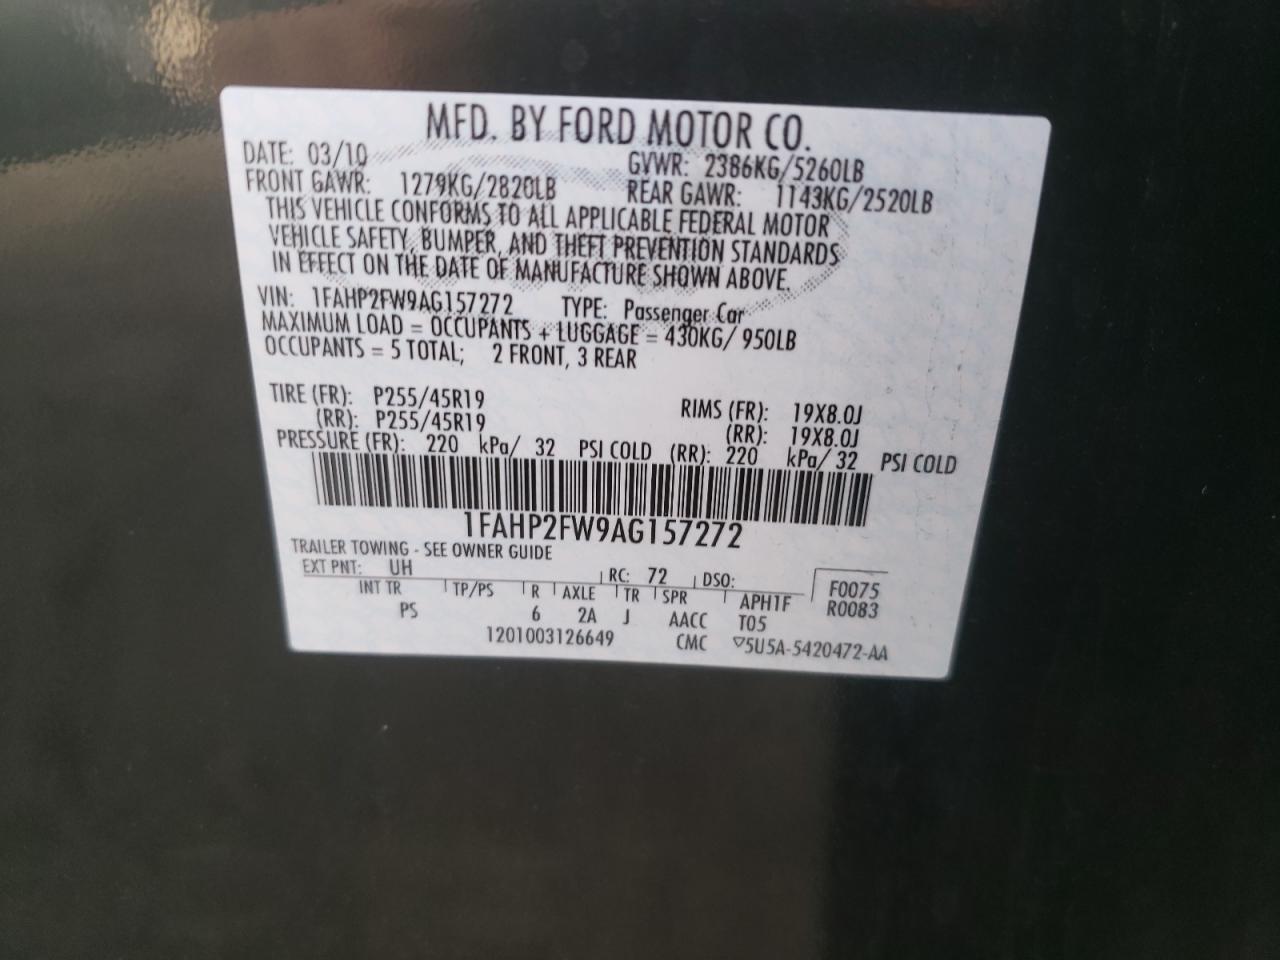 MFD. BY FORD MOTOR CO.
DATE: 03/10 GVWR: 2386KG/5260LB
FRONT GAWR: 1279KG/2820LB REAR GAWR: 1143KG/2520LB
THIS VEHICLE CONFORMS TO ALL APPLICABLE FEDERAL MOTOR
VEHICLE SAFETY, BUMPER, AND THEFT PREVENTION STANDARDS
IN EFFECT ON THE DATE OF MANUFACTURE SHOWN ABOVE.
VIN: 1FAHP2FW9AG157272 TYPE: Passenger Car
MAXIMUM LOAD = OCCUPANTS + LUGGAGE = 430KG/ 950LB
OCCUPANTS = 5 TOTAL; 2 FRONT, 3 REAR
TIRE (FR): P255/45R19 RIMS (FR): 19X8.0J
(RR): P255/45R19 (RR): 19X8.0J
PRESSURE (FR): 220 kPa/ 32 PSI COLD (RR): 220 kPa/ 32 PSI COLD
1FAHP2FW9AG157272
TRAILER TOWING - SEE OWNER GUIDE
EXT PNT: UH RC: 72 DSO: F0075
INT TR TP/PS R AXLE TR SPR APH1F R0083
PS 6 2A J AACC T05
1201003126649 CMC ▽5U5A-5420472-AA